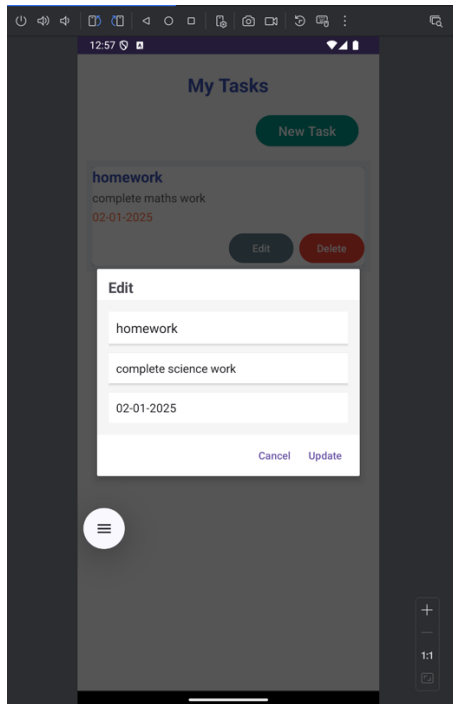 12:57
My Tasks
New Task
homework
complete maths work
02-01-2025
Edit
Delete
Edit
homework
complete science work
02-01-2025
Cancel
Update
1:1